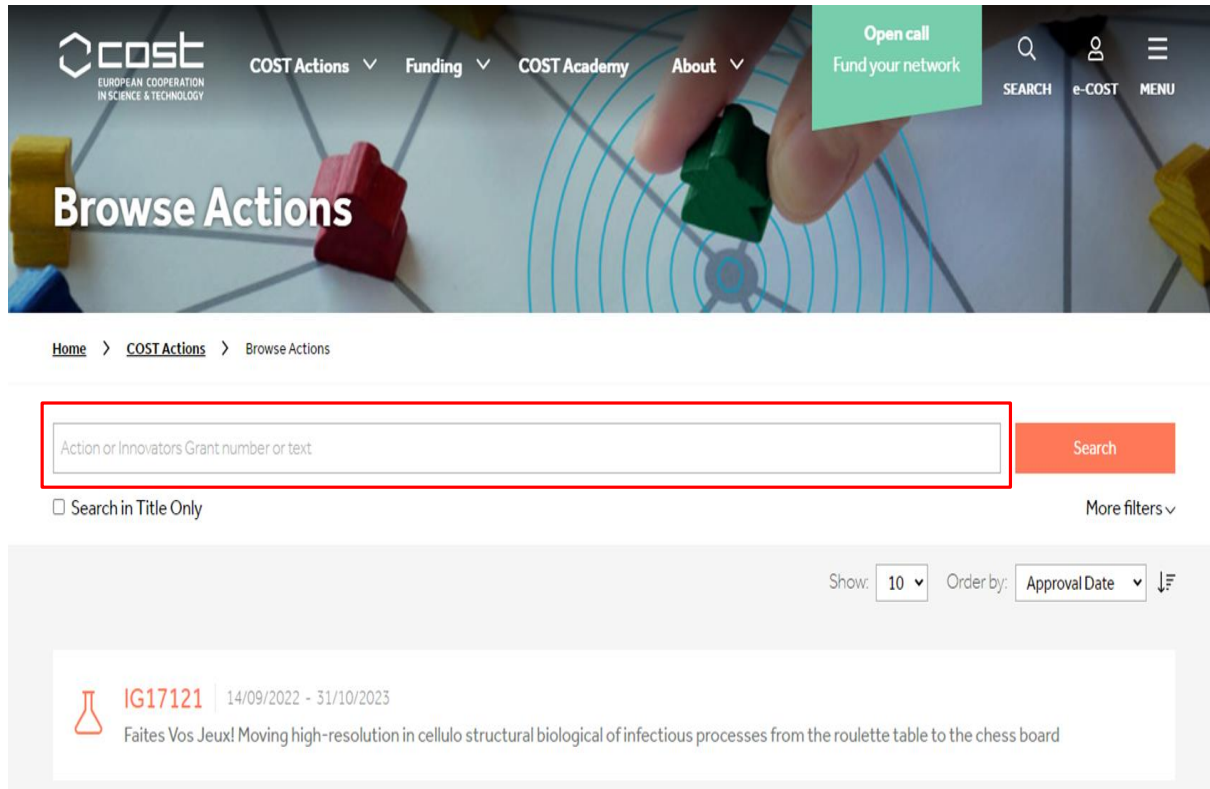 cost
EUROPEAN COOPERATION
IN SCIENCE & TECHNOLOGY
COST Actions
Funding
COST Academy
About
Open call
Fund your network
SEARCH
e-COST
MENU
Browse Actions
Home > COST Actions > Browse Actions
Action or Innovators Grant number or text
Search
Search in Title Only
More filters
Show: 10 Order by: Approval Date
IG17121 14/09/2022 - 31/10/2023
Faites Vos Jeux! Moving high-resolution in cellulo structural biological of infectious processes from the roulette table to the chess board